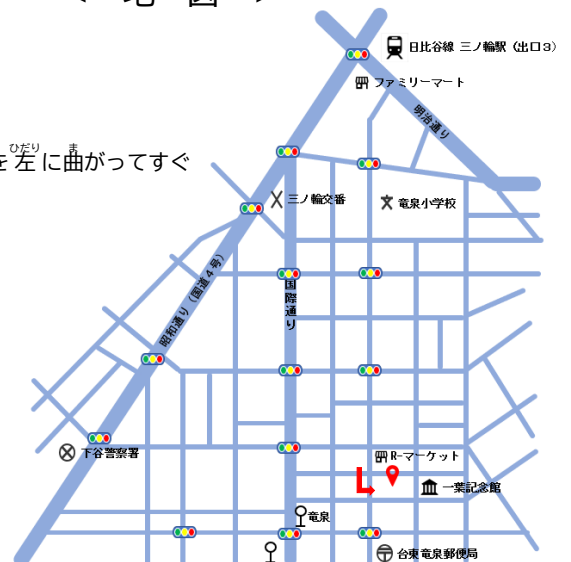 日比谷線 三ノ輪駅（出口３）
ファミリーマート
明治通り
を左に曲がってすぐ
ひだり ま
三ノ輪交番
竜泉小学校
昭和通り（国道４号）
国際通り
下谷警察署
R-マーケット
一葉記念館
竜泉
台東竜泉郵便局